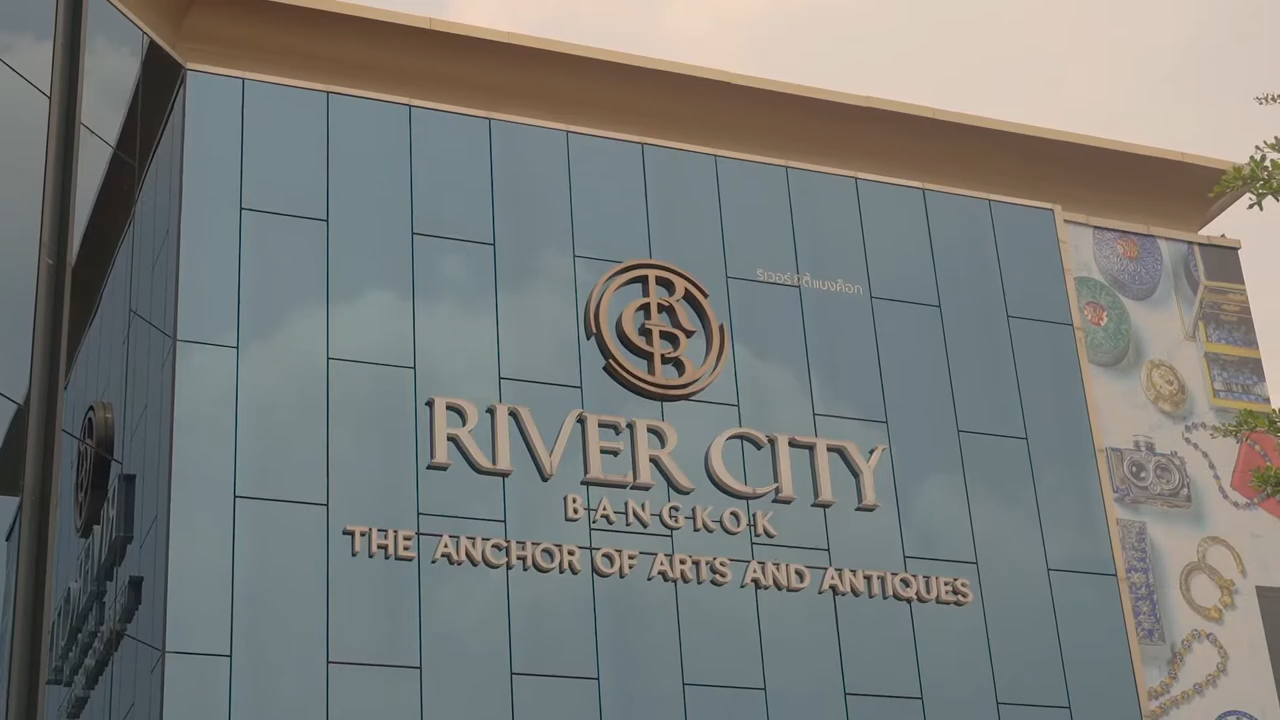 RCB
ริเวอร์ซิตี้แบงค็อก
RIVER CITY
BANGKOK
THE ANCHOR OF ARTS AND ANTIQUES